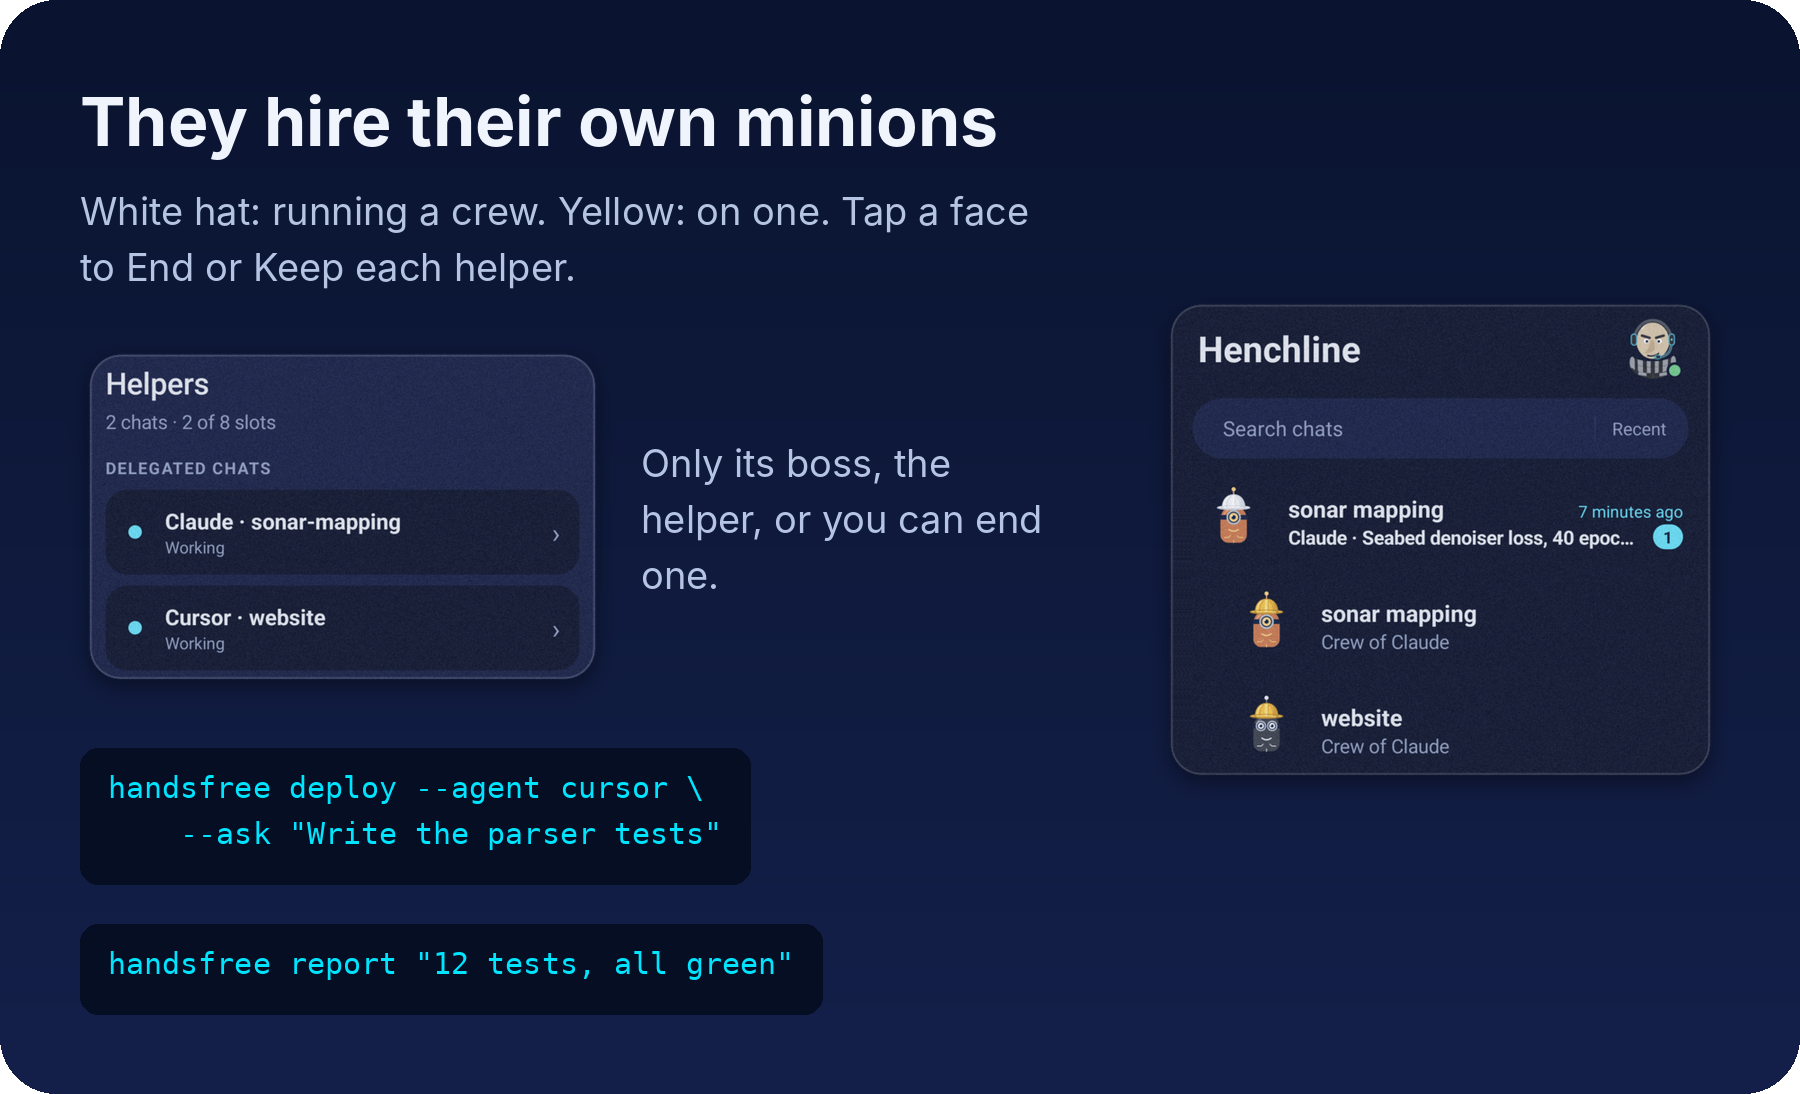 They hire their own minions
White hat: running a crew. Yellow: on one. Tap a face
to End or Keep each helper.
Helpers
2 chats · 2 of 8 slots
DELEGATED CHATS
Claude · sonar-mapping
Working
›
Cursor · website
Working
›
Only its boss, the
helper, or you can end
one.
handsfree deploy --agent cursor \
    --ask "Write the parser tests"
handsfree report "12 tests, all green"
Henchline
Search chats
Recent
sonar mapping
7 minutes ago
Claude · Seabed denoiser loss, 40 epoc...
1
sonar mapping
Crew of Claude
website
Crew of Claude